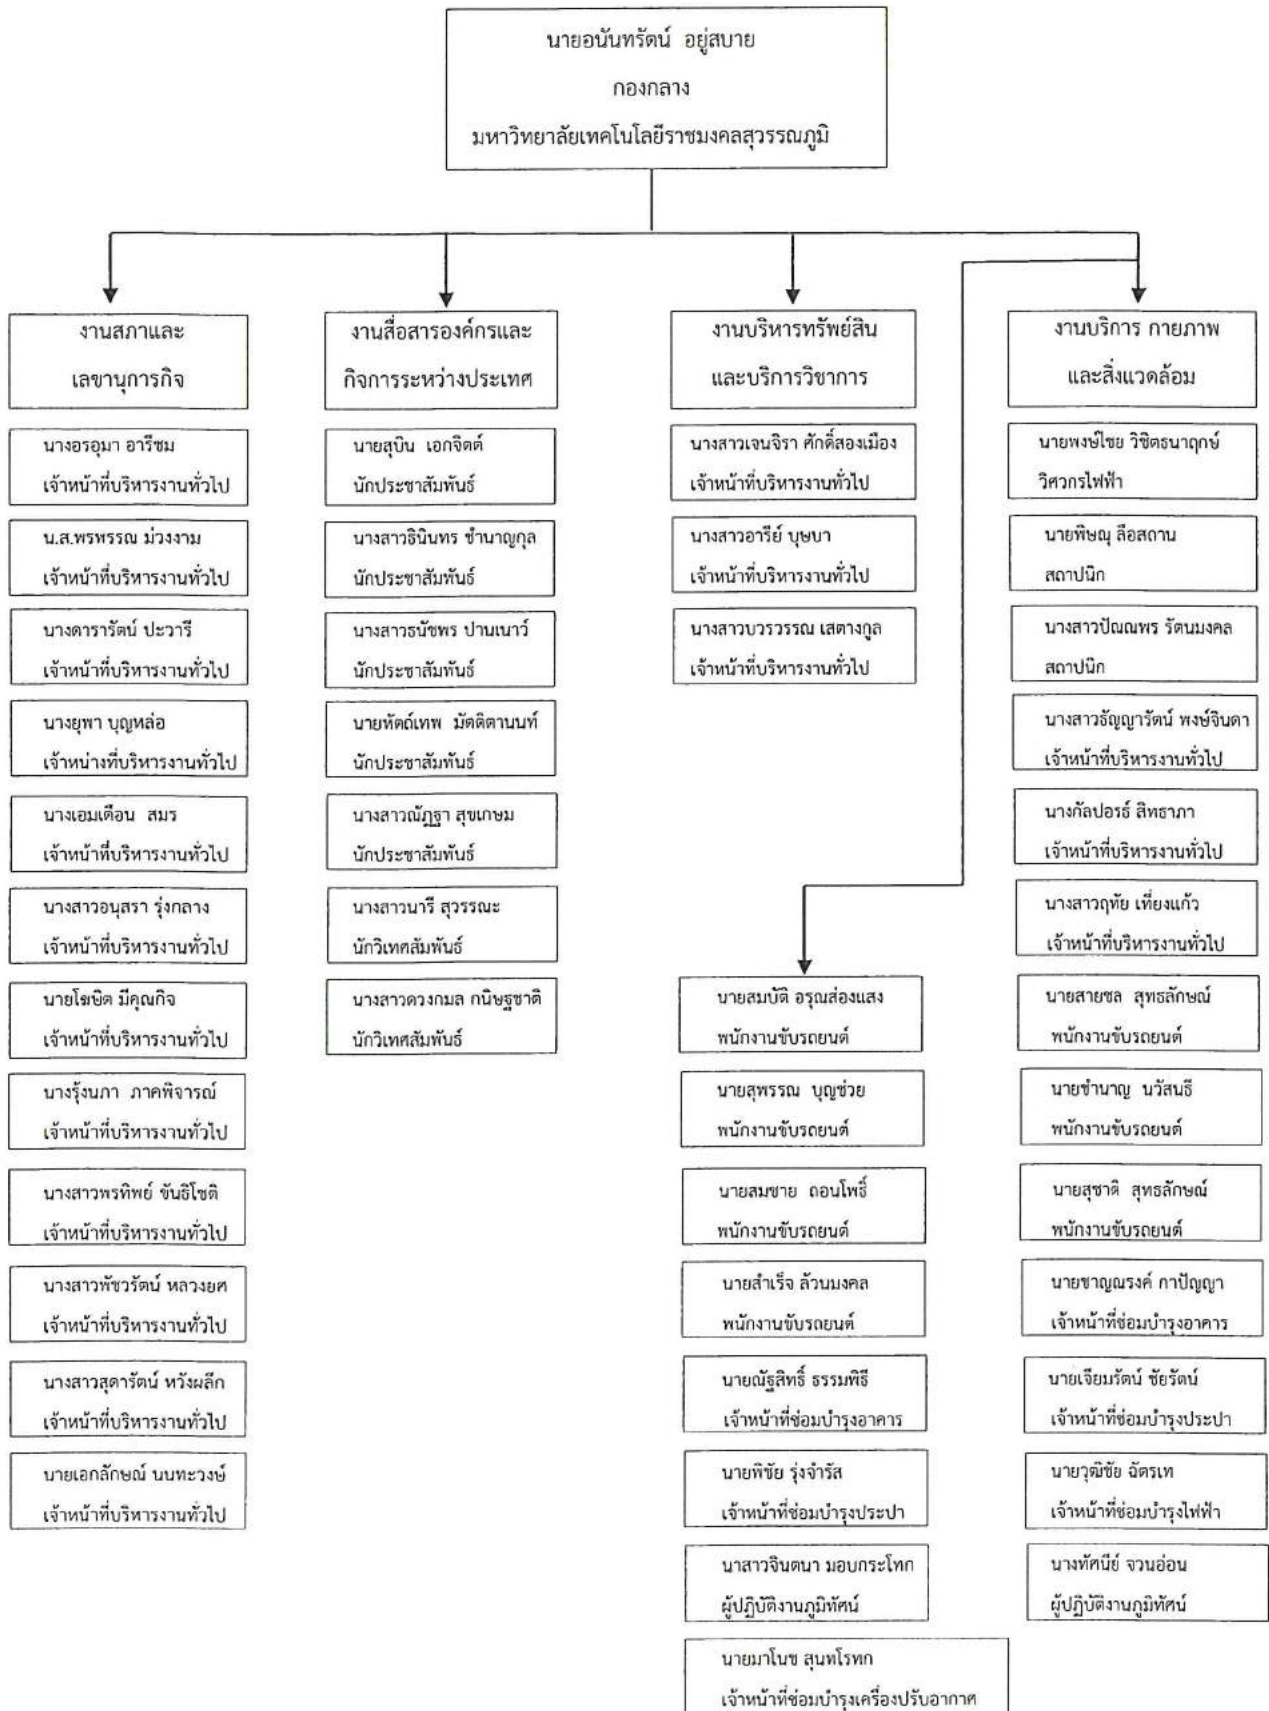 นายอนันทรัตน์ อยู่สบาย
กองกลาง
มหาวิทยาลัยเทคโนโลยีราชมงคลสุวรรณภูมิ
งานสภาและ
เลขานุการกิจ
นางอรอุมา อารีชม
เจ้าหน้าที่บริหารงานทั่วไป
น.ส.พรพรรณ ม่วงงาม
เจ้าหน้าที่บริหารงานทั่วไป
นางดารารัตน์ ปะวารี
เจ้าหน้าที่บริหารงานทั่วไป
นางยุพา บุญหล่อ
เจ้าหน่างที่บริหารงานทั่วไป
นางเอมเดือน สมร
เจ้าหน้าที่บริหารงานทั่วไป
นางสาวอนุสรา รุ่งกลาง
เจ้าหน้าที่บริหารงานทั่วไป
นายโฆษิต มีคุณกิจ
เจ้าหน้าที่บริหารงานทั่วไป
นางรุ้งนภา ภาคพิจารณ์
เจ้าหน้าที่บริหารงานทั่วไป
นางสาวพรทิพย์ ขันธิโชติ
เจ้าหน้าที่บริหารงานทั่วไป
นางสาวพัชวรัตน์ หลวงยศ
เจ้าหน้าที่บริหารงานทั่วไป
นางสาวสุดารัตน์ หวังผลึก
เจ้าหน้าที่บริหารงานทั่วไป
นายเอกลักษณ์ นนทะวงษ์
เจ้าหน้าที่บริหารงานทั่วไป
งานสื่อสารองค์กรและ
กิจการระหว่างประเทศ
นายสุบิน เอกจิตต์
นักประชาสัมพันธ์
นางสาวธินินทร ชำนาญกุล
นักประชาสัมพันธ์
นางสาวธนัชพร ปานเนาว์
นักประชาสัมพันธ์
นายหัตถ์เทพ มัตติตานนท์
นักประชาสัมพันธ์
นางสาวณัฏฐา สุขเกษม
นักประชาสัมพันธ์
นางสาวนารี สุวรรณะ
นักวิเทศสัมพันธ์
นางสาวดวงกมล กนิษฐชาติ
นักวิเทศสัมพันธ์
งานบริหารทรัพย์สิน
และบริการวิชาการ
นางสาวเจนจิรา ศักดิ์สองเมือง
เจ้าหน้าที่บริหารงานทั่วไป
นางสาวอารีย์ บุษบา
เจ้าหน้าที่บริหารงานทั่วไป
นางสาวบวรวรรณ เสตางกูล
เจ้าหน้าที่บริหารงานทั่วไป
งานบริการ กายภาพ
และสิ่งแวดล้อม
นายพงษ์ไชย วิชิตธนาฤกษ์
วิศวกรไฟฟ้า
นายพิษณุ ลือสถาน
สถาปนิก
นางสาวปัณณพร รัตนมงคล
สถาปนิก
นางสาวธัญญารัตน์ พงษ์จินดา
เจ้าหน้าที่บริหารงานทั่วไป
นางกัลปอรธ์ สิทธาภา
เจ้าหน้าที่บริหารงานทั่วไป
นางสาวฤทัย เที่ยงแก้ว
เจ้าหน้าที่บริหารงานทั่วไป
นายสายชล สุทธลักษณ์
พนักงานขับรถยนต์
นายชำนาญ นวัสนธี
พนักงานขับรถยนต์
นายสุชาติ สุทธลักษณ์
พนักงานขับรถยนต์
นายชาญณรงค์ กาปัญญา
เจ้าหน้าที่ซ่อมบำรุงอาคาร
นายเจียมรัตน์ ชัยรัตน์
เจ้าหน้าที่ซ่อมบำรุงประปา
นายวุฒิชัย ฉัตรเท
เจ้าหน้าที่ซ่อมบำรุงไฟฟ้า
นางทัศนีย์ จวนอ่อน
ผู้ปฏิบัติงานภูมิทัศน์
นายสมบัติ อรุณส่องแสง
พนักงานขับรถยนต์
นายสุพรรณ บุญช่วย
พนักงานขับรถยนต์
นายสมชาย ถอนโพธิ์
พนักงานขับรถยนต์
นายสำเร็จ ล้วนมงคล
พนักงานขับรถยนต์
นายณัฐสิทธิ์ ธรรมพิธี
เจ้าหน้าที่ซ่อมบำรุงอาคาร
นายพิชัย รุ่งจำรัส
เจ้าหน้าที่ซ่อมบำรุงประปา
นาสาวจินตนา มอบกระโทก
ผู้ปฏิบัติงานภูมิทัศน์
นายมาโนช สุนทโรทก
เจ้าหน้าที่ซ่อมบำรุงเครื่องปรับอากาศ